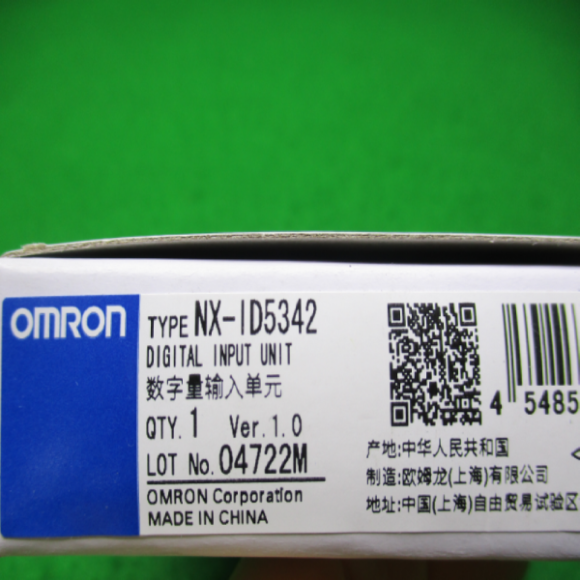 OMRON
TYPE NX-ID5342
DIGITAL INPUT UNIT
数字量输入单元
QTY. 1 Ver. 1.0
LOT No. 04722M
OMRON Corporation
MADE IN CHINA
4 5485
产地:中华人民共和国
制造:欧姆龙(上海)有限公司
地址:中国(上海)自由贸易试验区